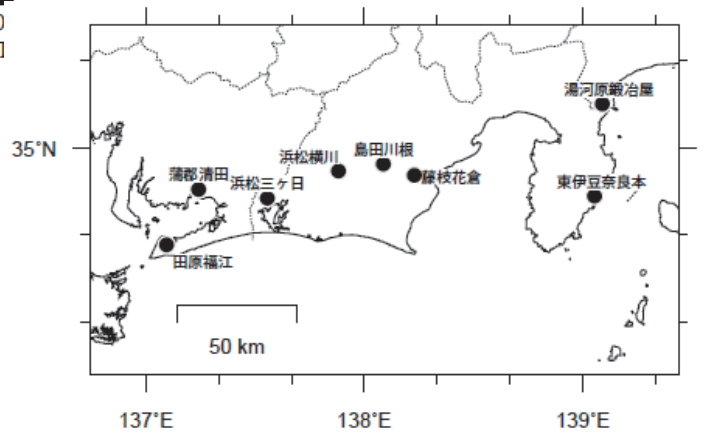 湯河原鍛冶屋
35°N
島田川根
浜松横川
蒲郡清田
浜松三ヶ日
藤枝花倉
東伊豆奈良本
田原福江
50 km
137°E
138°E
139°E